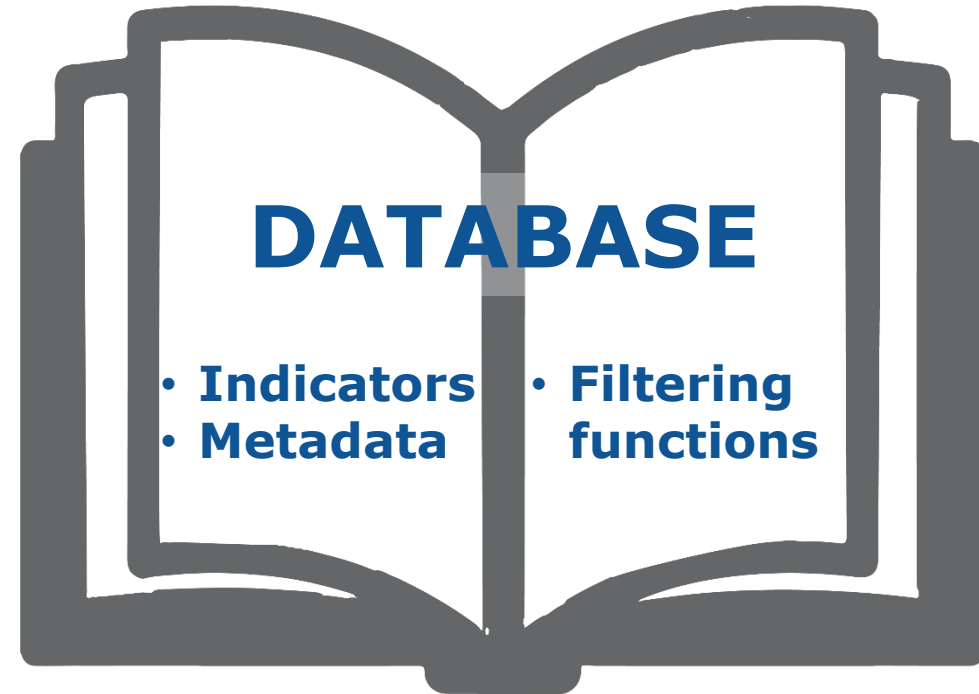 DATABASE
• Indicators
• Metadata
• Filtering
functions